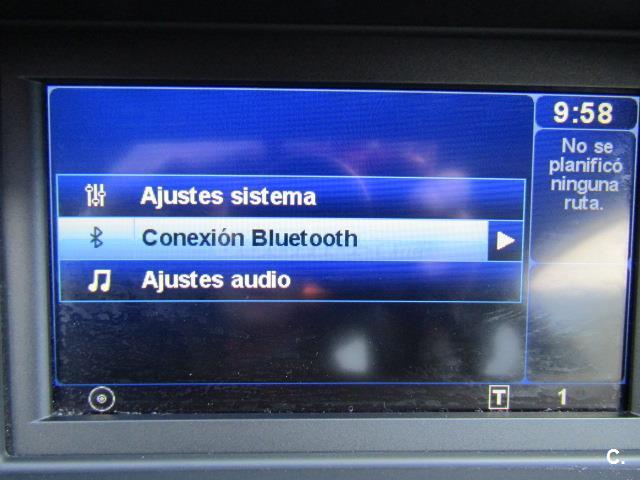 9:58
No se
planificó
ninguna
ruta.
Ajustes sistema
Conexión Bluetooth
Ajustes audio
T
1
C.